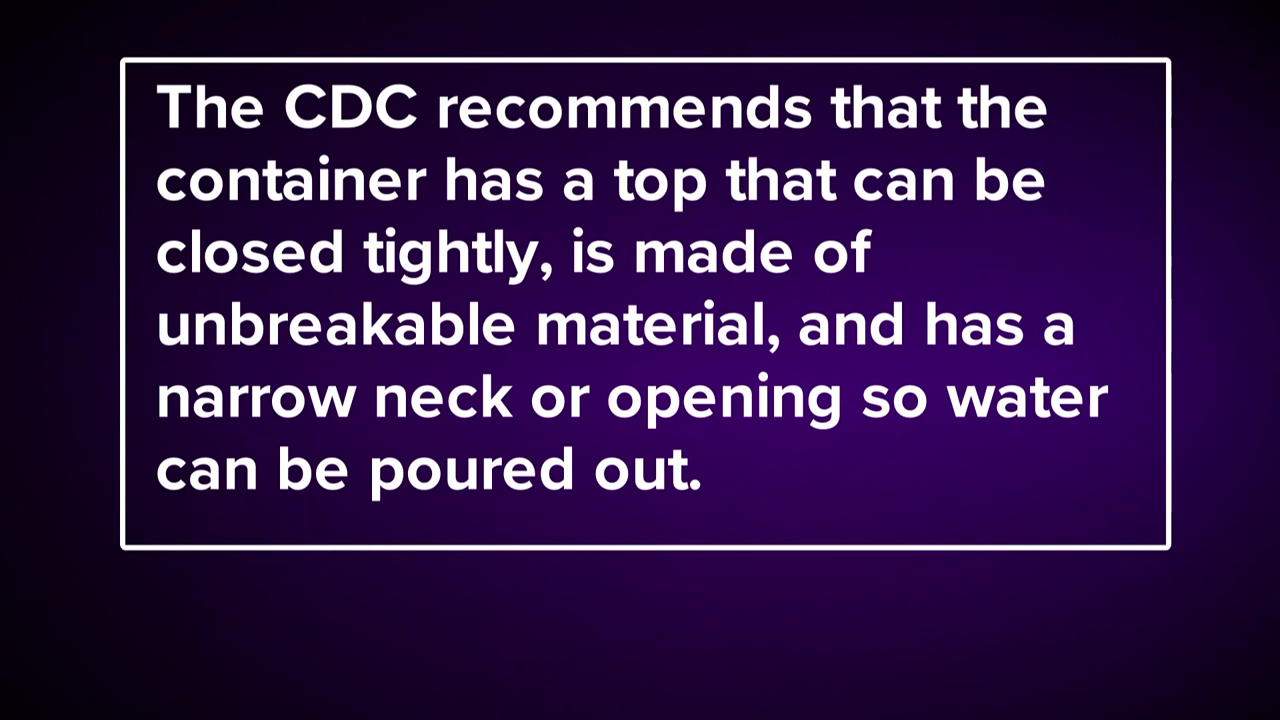 The CDC recommends that the
container has a top that can be
closed tightly, is made of
unbreakable material, and has a
narrow neck or opening so water
can be poured out.